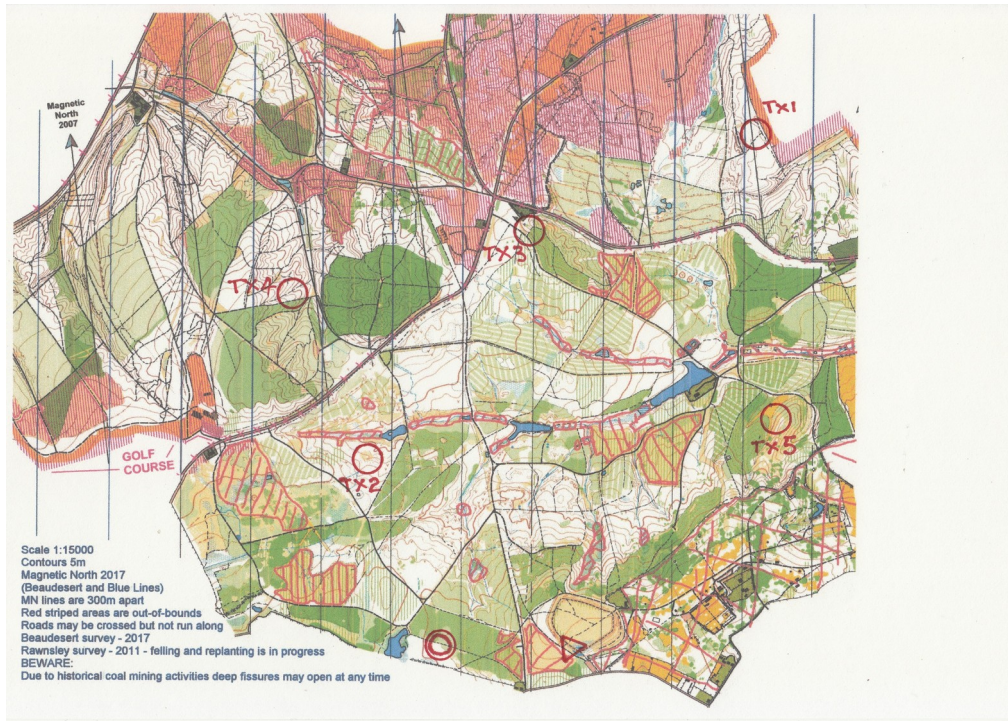 Magnetic
North
2007
TX1
TX3
TX4
TX5
TX2
GOLF
COURSE
Scale 1:15000
Contours 5m
Magnetic North 2017
(Beaudesert and Blue Lines)
MN lines are 300m apart
Red striped areas are out-of-bounds
Roads may be crossed but not run along
Beaudesert survey - 2017
Rawnsley survey - 2011 - felling and replanting is in progress
BEWARE:
Due to historical coal mining activities deep fissures may open at any time